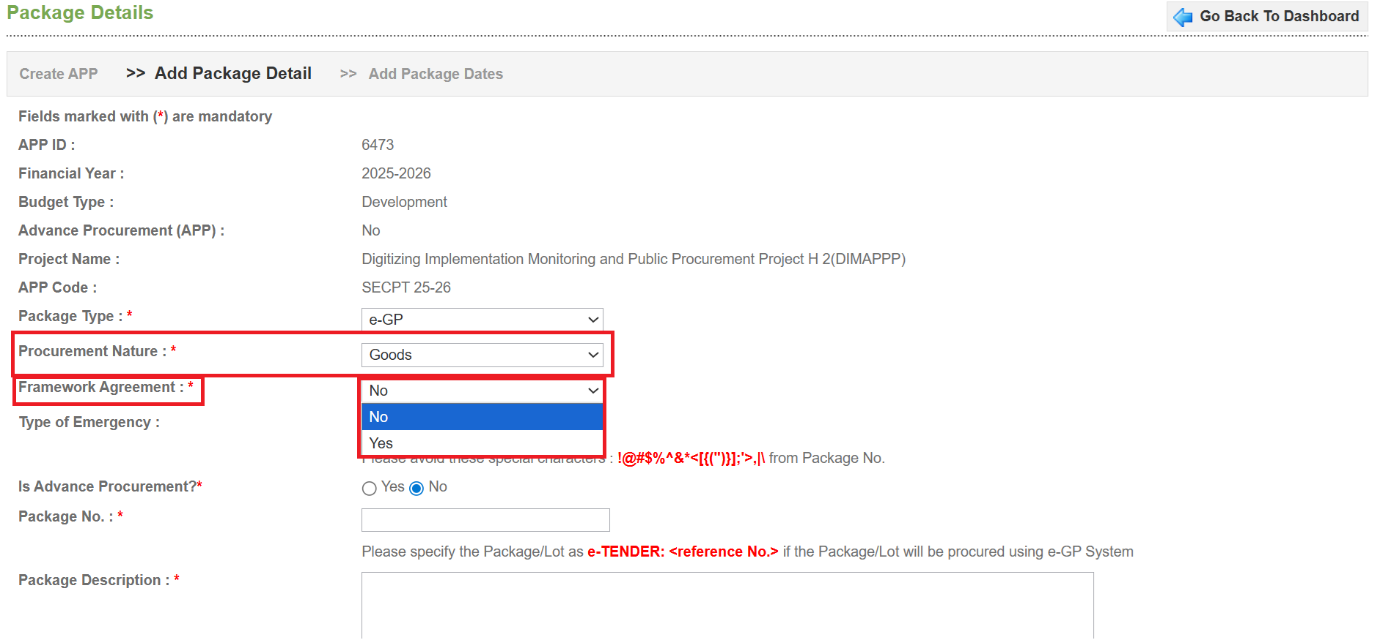 Package Details
Go Back To Dashboard
Create APP >> Add Package Detail >> Add Package Dates
Fields marked with (*) are mandatory
APP ID : 6473
Financial Year : 2025-2026
Budget Type : Development
Advance Procurement (APP) : No
Project Name : Digitizing Implementation Monitoring and Public Procurement Project H 2(DIMAPPP)
APP Code : SECPT 25-26
Package Type : * e-GP
Procurement Nature : * Goods
Framework Agreement : * No
No
Type of Emergency :
Yes
Please avoid these special characters : !@#$%^&*<[{(")}];'>,|\ from Package No.
Is Advance Procurement?* Yes No
Package No. : *
Please specify the Package/Lot as e-TENDER: <reference No.> if the Package/Lot will be procured using e-GP System
Package Description : *